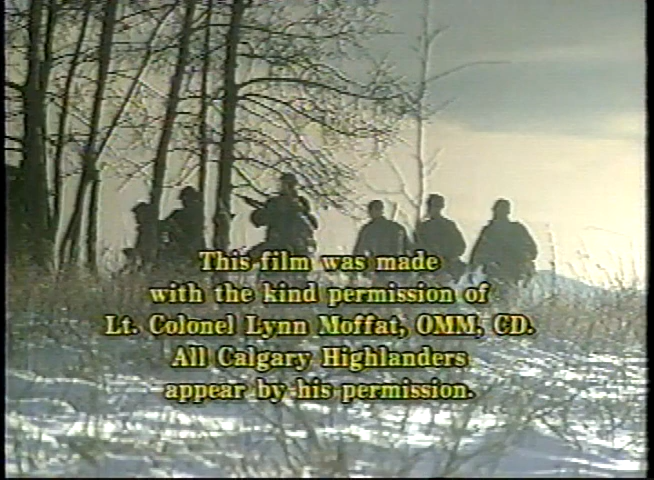 This film was made
with the kind permission of
Lt. Colonel Lynn Moffat, OMM, CD.
All Calgary Highlanders
appear by his permission.